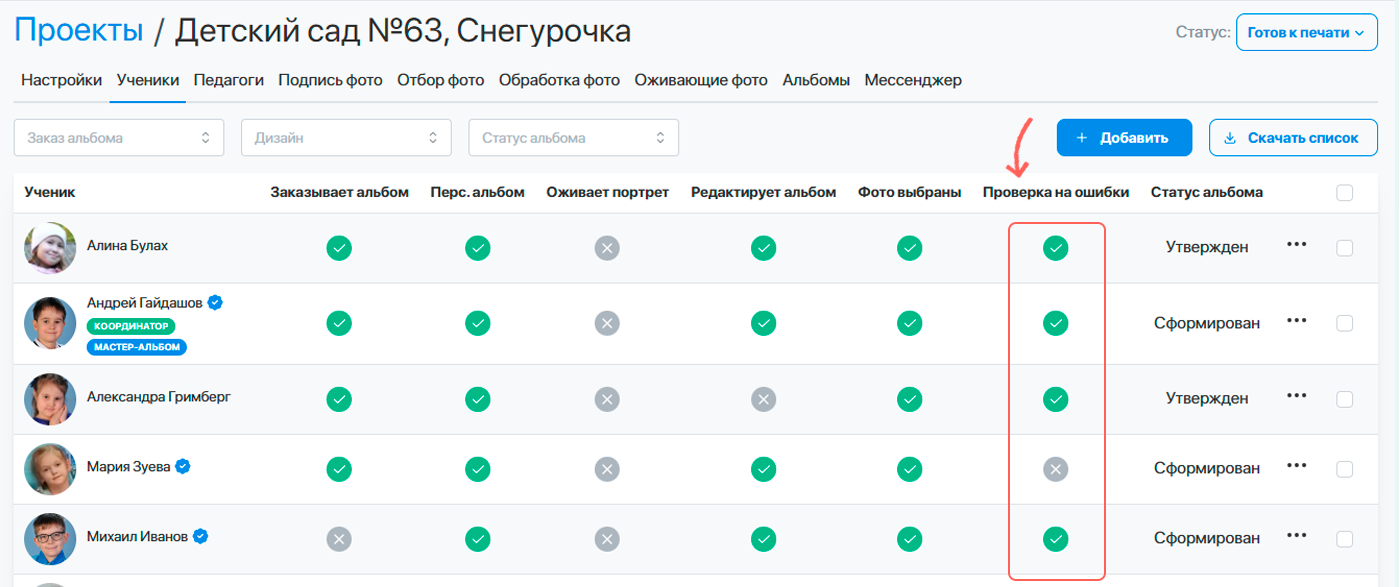 Проекты / Детский сад №63, Снегурочка
Статус: Готов к печати
Настройки Ученики Педагоги Подпись фото Отбор фото Обработка фото Оживающие фото Альбомы Мессенджер
Заказ альбома Дизайн Статус альбома + Добавить Скачать список
Ученик Заказывает альбом Перс. альбом Оживает портрет Редактирует альбом Фото выбраны Проверка на ошибки Статус альбома
Алина Булах Утвержден
Андрей Гайдашов
КООРДИНАТОР
МАСТЕР-АЛЬБОМ
Сформирован
Александра Гримберг Утвержден
Мария Зуева Сформирован
Михаил Иванов Сформирован